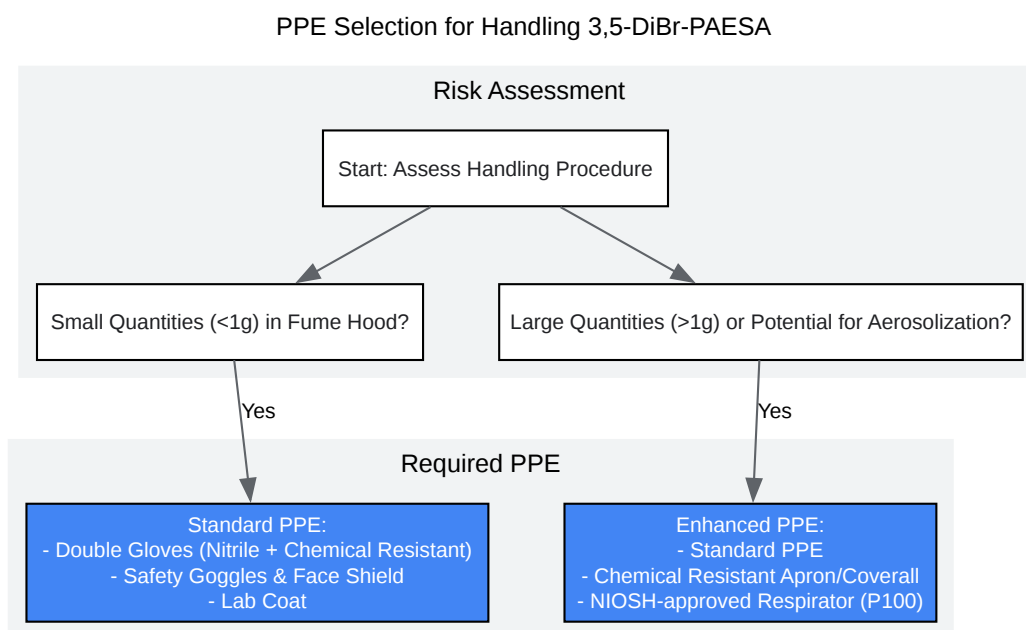 PPE Selection for Handling 3,5-DiBr-PAESA
Risk Assessment
Start: Assess Handling Procedure
Small Quantities (<1g) in Fume Hood?
Large Quantities (>1g) or Potential for Aerosolization?
Yes
Yes
Required PPE
Standard PPE:
- Double Gloves (Nitrile + Chemical Resistant)
- Safety Goggles & Face Shield
- Lab Coat
Enhanced PPE:
- Standard PPE
- Chemical Resistant Apron/Coverall
- NIOSH-approved Respirator (P100)